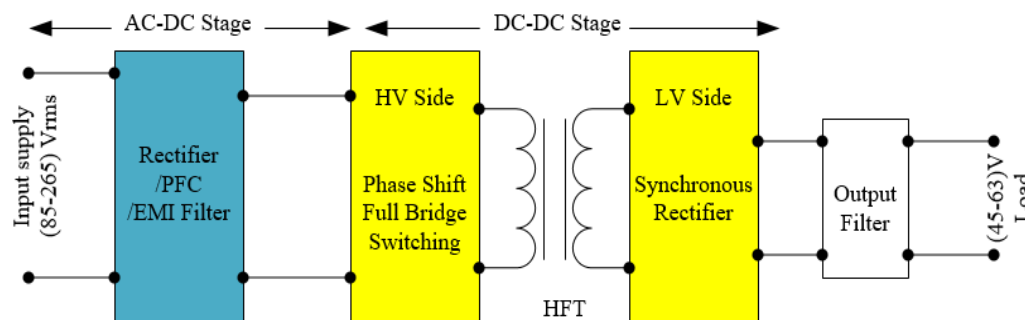 AC-DC Stage
DC-DC Stage
Input supply
(85-265) Vrms
Rectifier
/PFC
/EMI Filter
HV Side
Phase Shift
Full Bridge
Switching
HFT
LV Side
Synchronous
Rectifier
Output
Filter
(45-63)V
Load